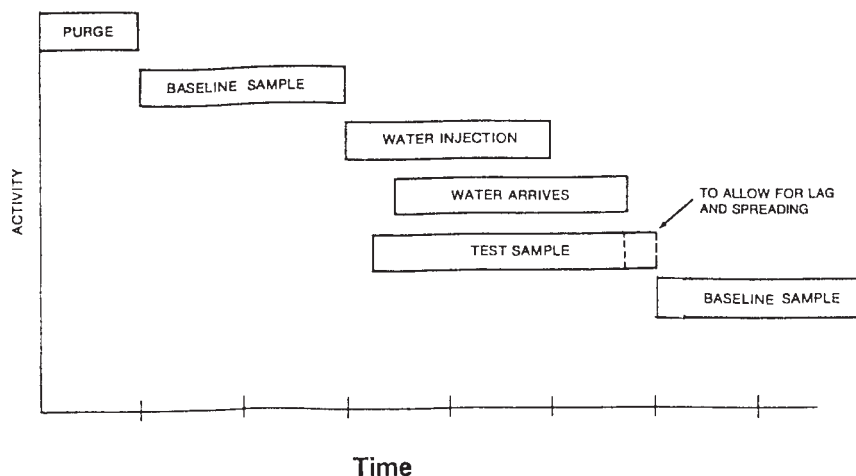 PURGE
BASELINE SAMPLE
WATER INJECTION
WATER ARRIVES
TO ALLOW FOR LAG
AND SPREADING
TEST SAMPLE
BASELINE SAMPLE
ACTIVITY
Time